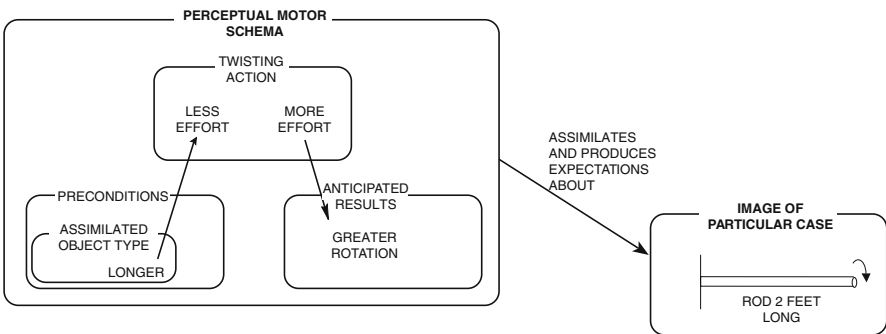 PERCEPTUAL MOTOR
SCHEMA
TWISTING
ACTION
LESS
EFFORT
MORE
EFFORT
PRECONDITIONS
ASSIMILATED
OBJECT TYPE
LONGER
ANTICIPATED
RESULTS
GREATER
ROTATION
ASSIMILATES
AND PRODUCES
EXPECTATIONS
ABOUT
IMAGE OF
PARTICULAR CASE
ROD 2 FEET
LONG